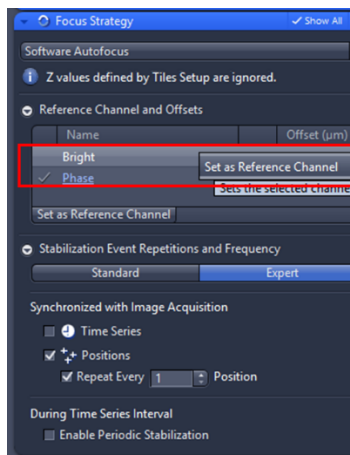 Focus Strategy
Show All
Software Autofocus
Z values defined by Tiles Setup are ignored.
Reference Channel and Offsets
Name Offset (µm)
Bright
Set as Reference Channel
Phase
Sets the selected channe
Set as Reference Channel
Stabilization Event Repetitions and Frequency
Standard Expert
Synchronized with Image Acquisition
Time Series
Positions
Repeat Every 1 Position
During Time Series Interval
Enable Periodic Stabilization